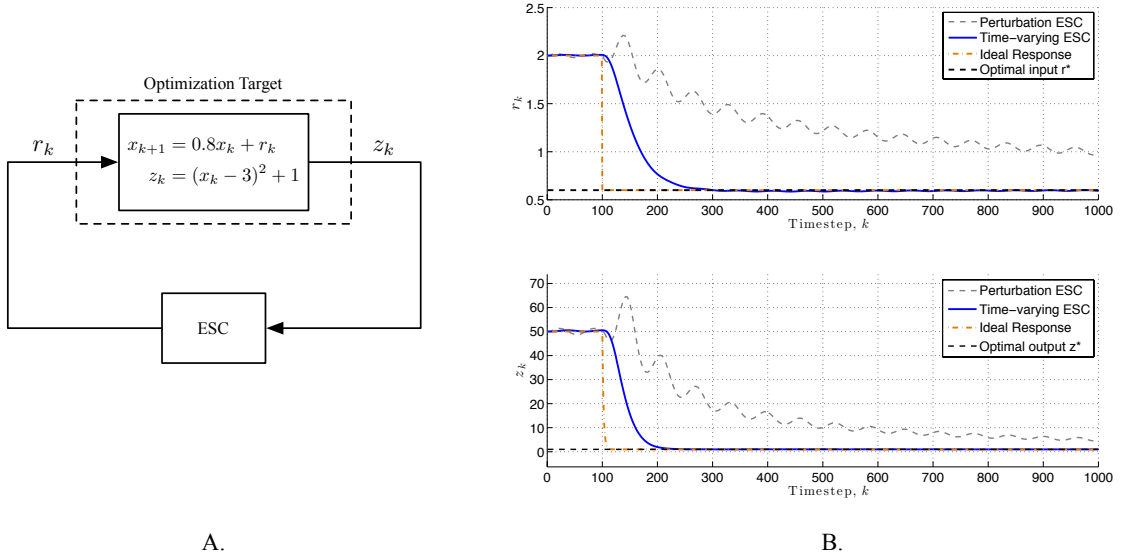 Optimization Target
r_k
x_{k+1} = 0.8x_k + r_k
z_k = (x_k − 3)^2 + 1
z_k
ESC
A.
2.5
2
1.5
1
0.5
r_k
0 100 200 300 400 500 600 700 800 900 1000
Timestep, k
Perturbation ESC
Time−varying ESC
Ideal Response
Optimal input r*
70
60
50
40
30
20
10
0
z_k
0 100 200 300 400 500 600 700 800 900 1000
Timestep, k
Perturbation ESC
Time−varying ESC
Ideal Response
Optimal output z*
B.